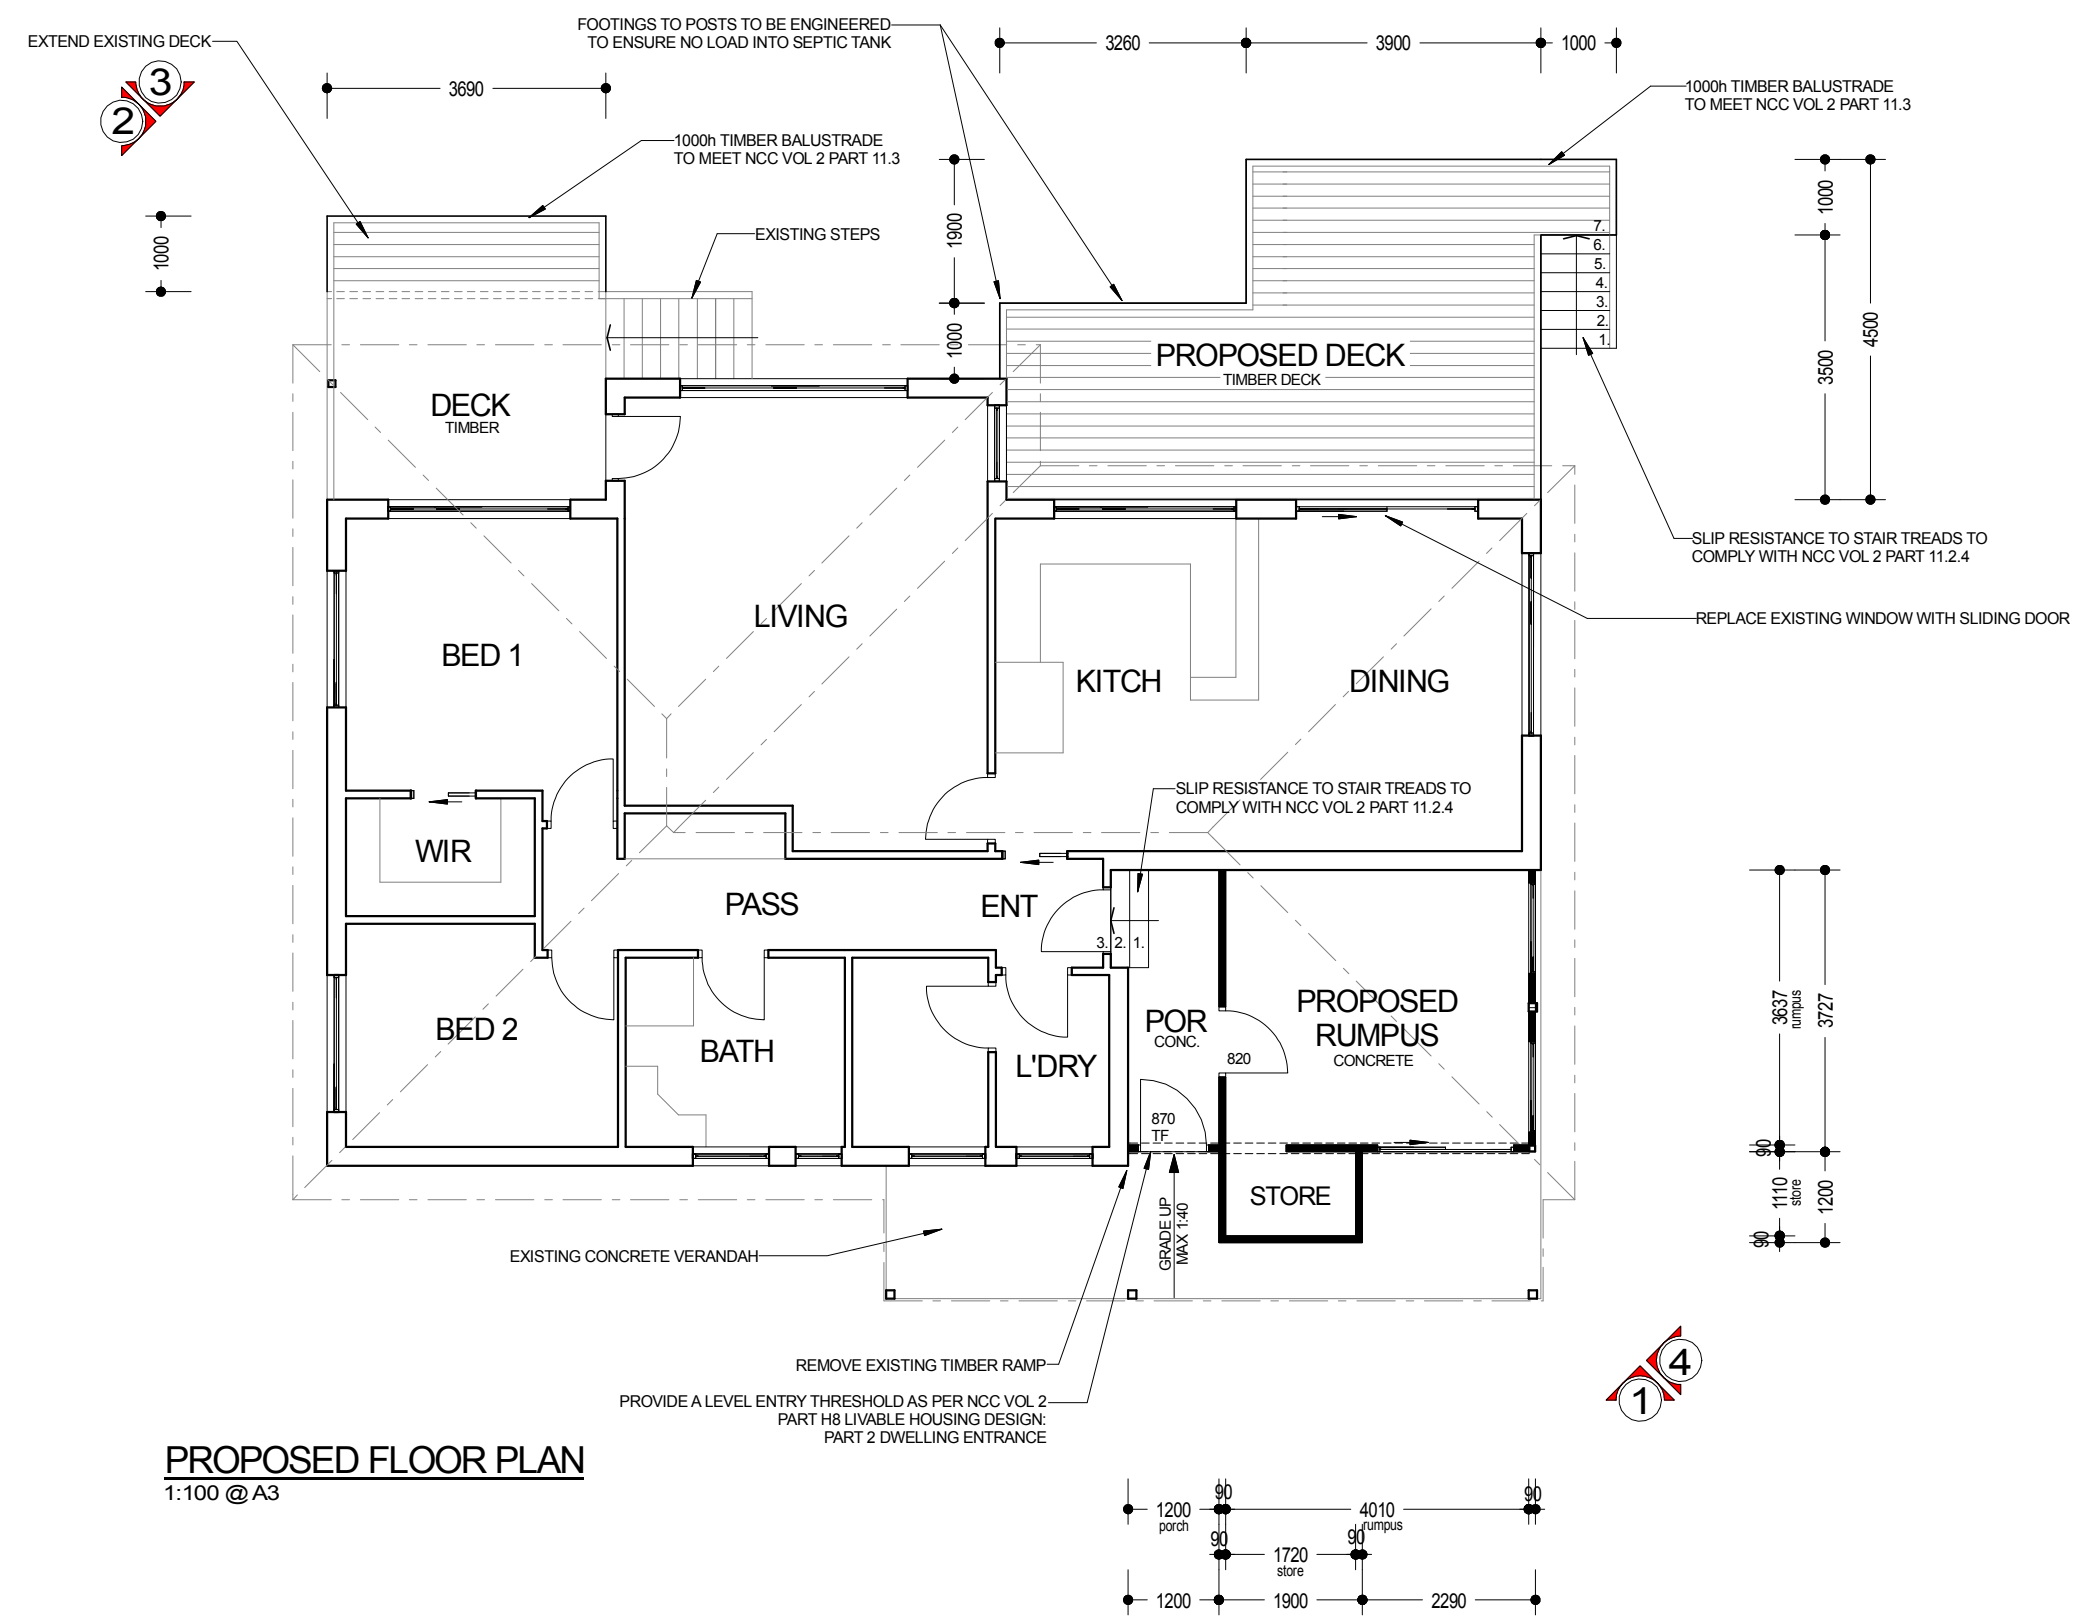 FOOTINGS TO POSTS TO BE ENGINEERED
TO ENSURE NO LOAD INTO SEPTIC TANK
EXTEND EXISTING DECK
3260
3900
1000
3
2
3690
1000h TIMBER BALUSTRADE
TO MEET NCC VOL 2 PART 11.3
1000h TIMBER BALUSTRADE
TO MEET NCC VOL 2 PART 11.3
1000
EXISTING STEPS
1900
1000
1000
3500
4500
7.
6.
5.
4.
3.
2.
1.
PROPOSED DECK
TIMBER DECK
DECK
TIMBER
SLIP RESISTANCE TO STAIR TREADS TO
COMPLY WITH NCC VOL 2 PART 11.2.4
REPLACE EXISTING WINDOW WITH SLIDING DOOR
LIVING
BED 1
KITCH
DINING
SLIP RESISTANCE TO STAIR TREADS TO
COMPLY WITH NCC VOL 2 PART 11.2.4
WIR
PASS
ENT
3. 2. 1.
BED 2
BATH
L'DRY
POR
CONC.
820
870
TF
PROPOSED
RUMPUS
CONCRETE
3637
rumpus
3727
90
1110
store
1200
90
STORE
GRADE UP
MAX 1:40
EXISTING CONCRETE VERANDAH
REMOVE EXISTING TIMBER RAMP
PROVIDE A LEVEL ENTRY THRESHOLD AS PER NCC VOL 2
PART H8 LIVABLE HOUSING DESIGN:
PART 2 DWELLING ENTRANCE
4
1
PROPOSED FLOOR PLAN
1:100 @ A3
90
90
1200
porch
4010
rumpus
90
90
1720
store
1200
1900
2290